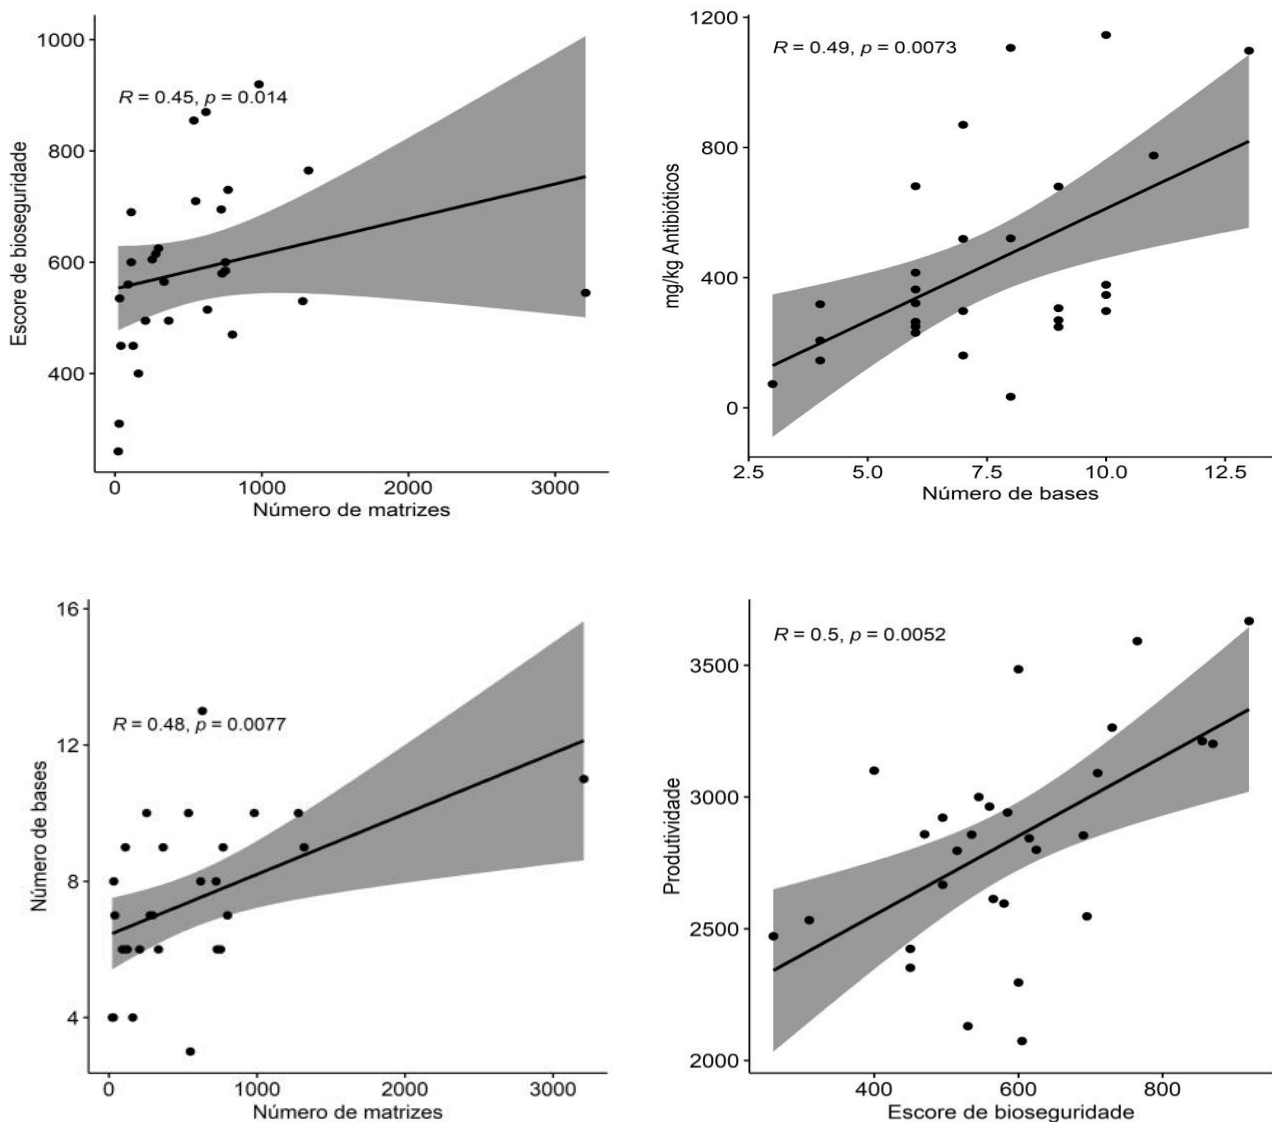 Escore de bioseguridade
1000
800
600
400
R = 0.45, p = 0.014
0
1000
2000
3000
Número de matrizes
mg/kg Antibióticos
1200
800
400
0
R = 0.49, p = 0.0073
2.5
5.0
7.5
10.0
12.5
Número de bases
Número de bases
16
12
8
4
R = 0.48, p = 0.0077
0
1000
2000
3000
Número de matrizes
Produtividade
3500
3000
2500
2000
R = 0.5, p = 0.0052
400
600
800
Escore de bioseguridade